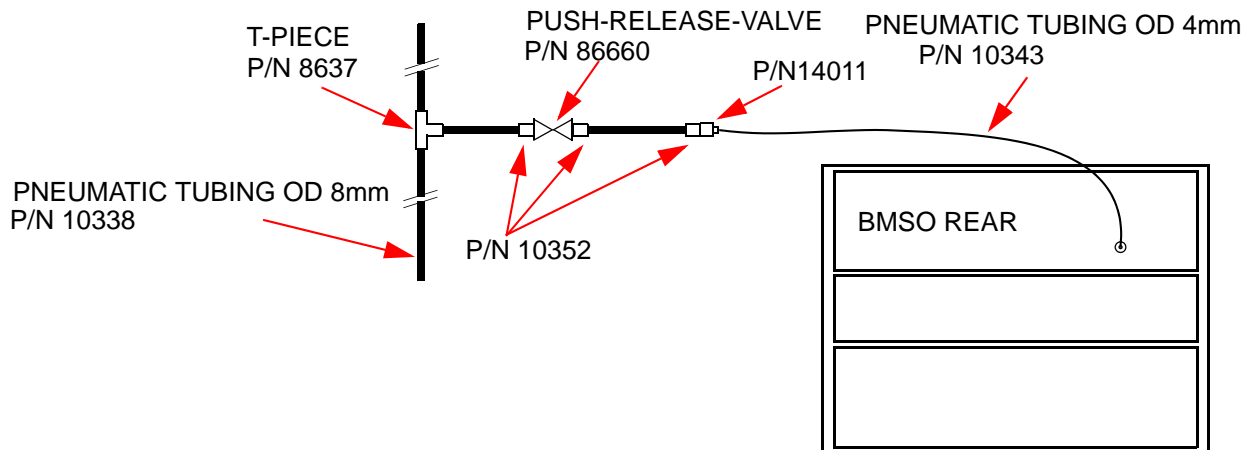 T-PIECE
P/N 8637
PUSH-RELEASE-VALVE
P/N 86660
P/N14011
PNEUMATIC TUBING OD 4mm
P/N 10343
PNEUMATIC TUBING OD 8mm
P/N 10338
P/N 10352
BMSO REAR